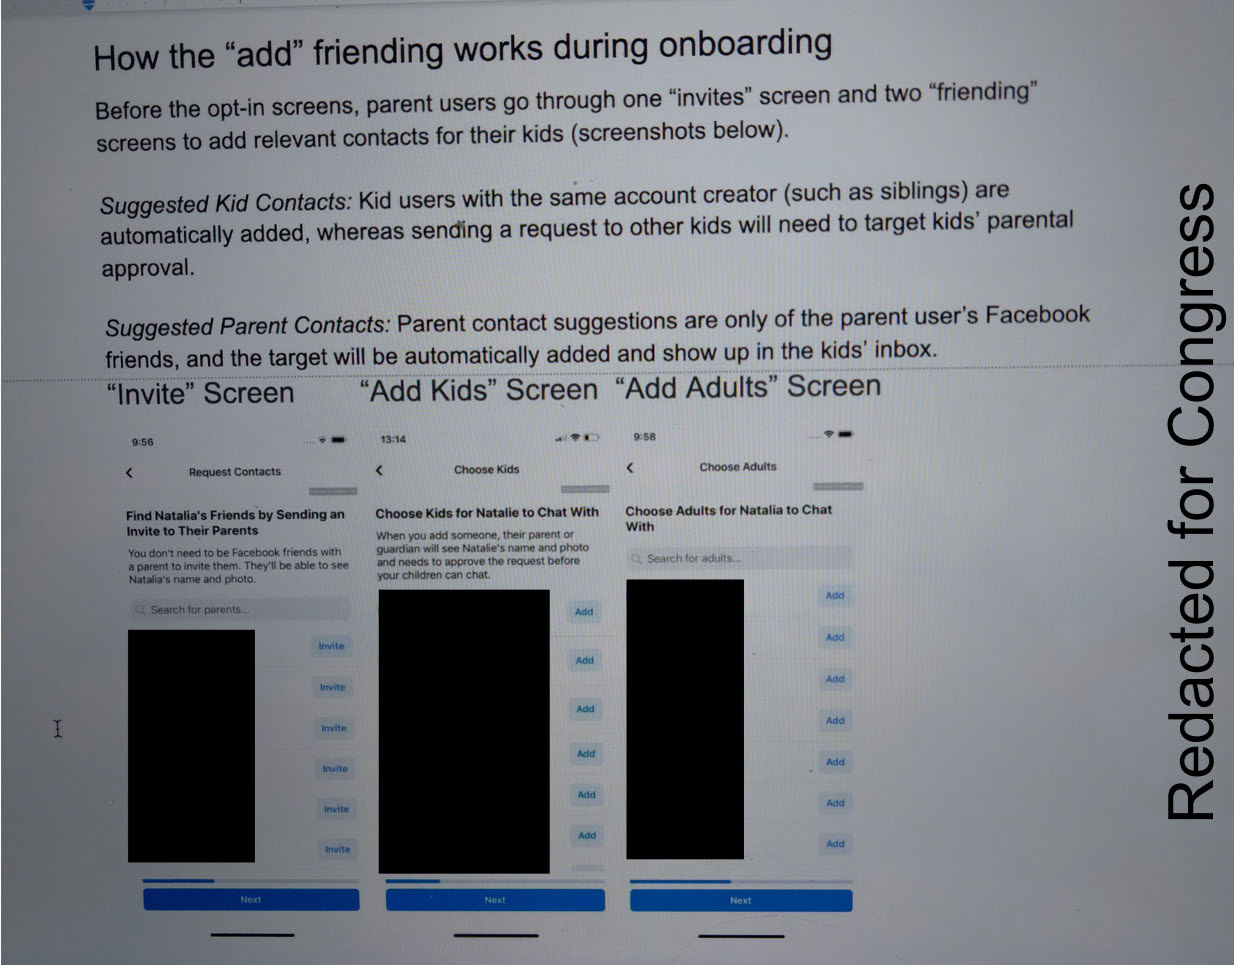 How the “add” friending works during onboarding
Before the opt-in screens, parent users go through one “invites” screen and two “friending”
screens to add relevant contacts for their kids (screenshots below).
Suggested Kid Contacts: Kid users with the same account creator (such as siblings) are
automatically added, whereas sending a request to other kids will need to target kids’ parental
approval.
Suggested Parent Contacts: Parent contact suggestions are only of the parent user’s Facebook
friends, and the target will be automatically added and show up in the kids’ inbox.
“Invite” Screen
9:56
Request Contacts
Find Natalia's Friends by Sending an
Invite to Their Parents
You don't need to be Facebook friends with
a parent to invite them. They'll be able to see
Natalia's name and photo.
Search for parents...
Invite
Invite
Invite
Invite
Invite
Invite
Next
“Add Kids” Screen
13:14
Choose Kids
Choose Kids for Natalie to Chat With
When you add someone, their parent or
guardian will see Natalie's name and photo
and needs to approve the request before
your children can chat.
Add
Add
Add
Add
Add
Add
Next
“Add Adults” Screen
9:58
Choose Adults
Choose Adults for Natalia to Chat
With
Search for adults...
Add
Add
Add
Add
Add
Add
Add
Next
Redacted for Congress